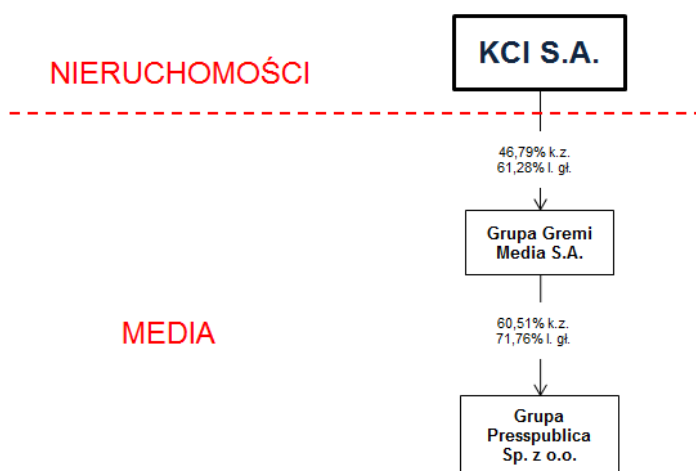 KCI S.A.
NIERUCHOMOŚCI
46,79% k.z.
61,28% l. gł.
Grupa Gremi
Media S.A.
MEDIA
60,51% k.z.
71,76% l. gł.
Grupa
Presspublica
Sp. z o.o.